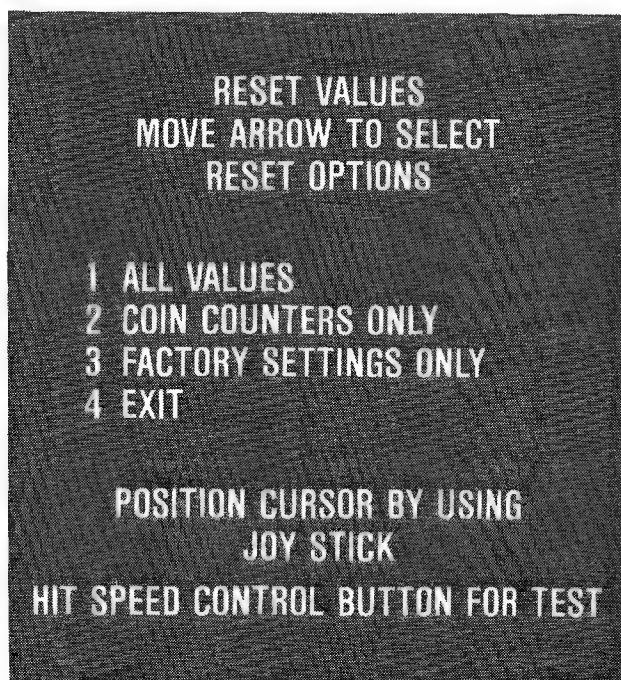 RESET VALUES
MOVE ARROW TO SELECT
RESET OPTIONS
1 ALL VALUES
2 COIN COUNTERS ONLY
3 FACTORY SETTINGS ONLY
4 EXIT
POSITION CURSOR BY USING
JOY STICK
HIT SPEED CONTROL BUTTON FOR TEST